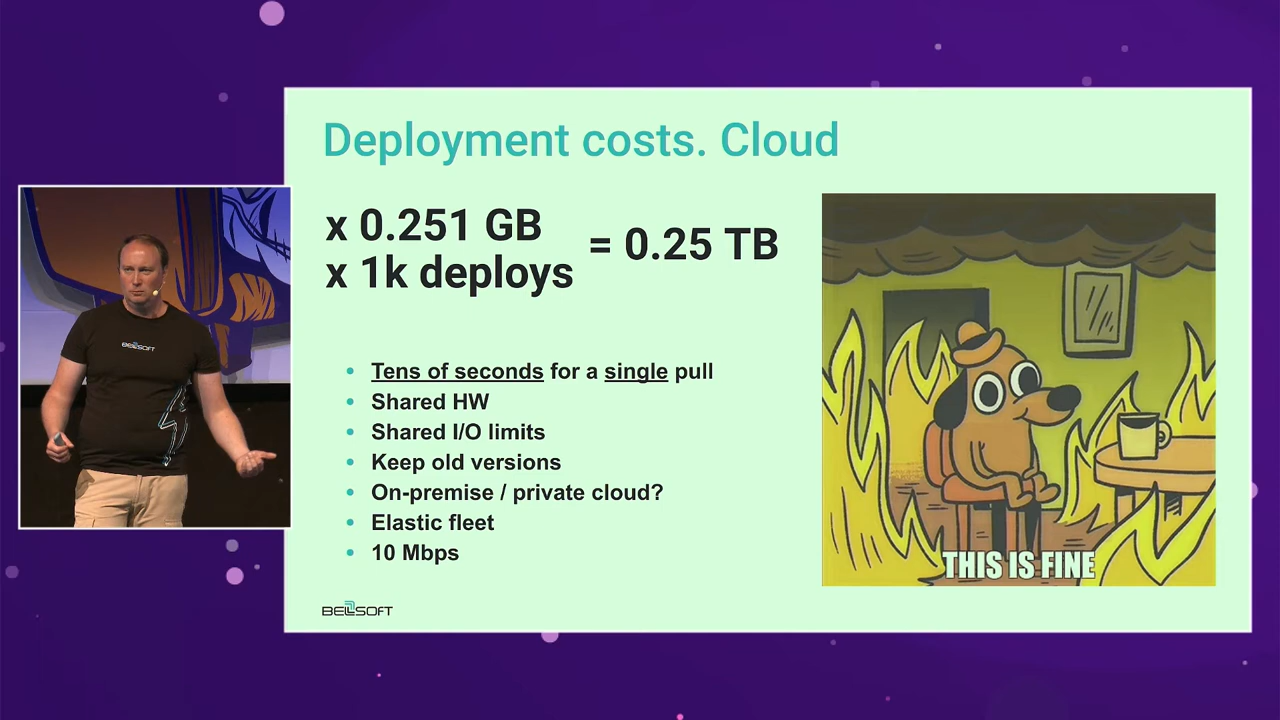 Deployment costs. Cloud
x 0.251 GB
x 1k deploys
= 0.25 TB
Tens of seconds for a single pull
Shared HW
Shared I/O limits
Keep old versions
On-premise / private cloud?
Elastic fleet
10 Mbps
THIS IS FINE
BELLSOFT
BELLSOFT